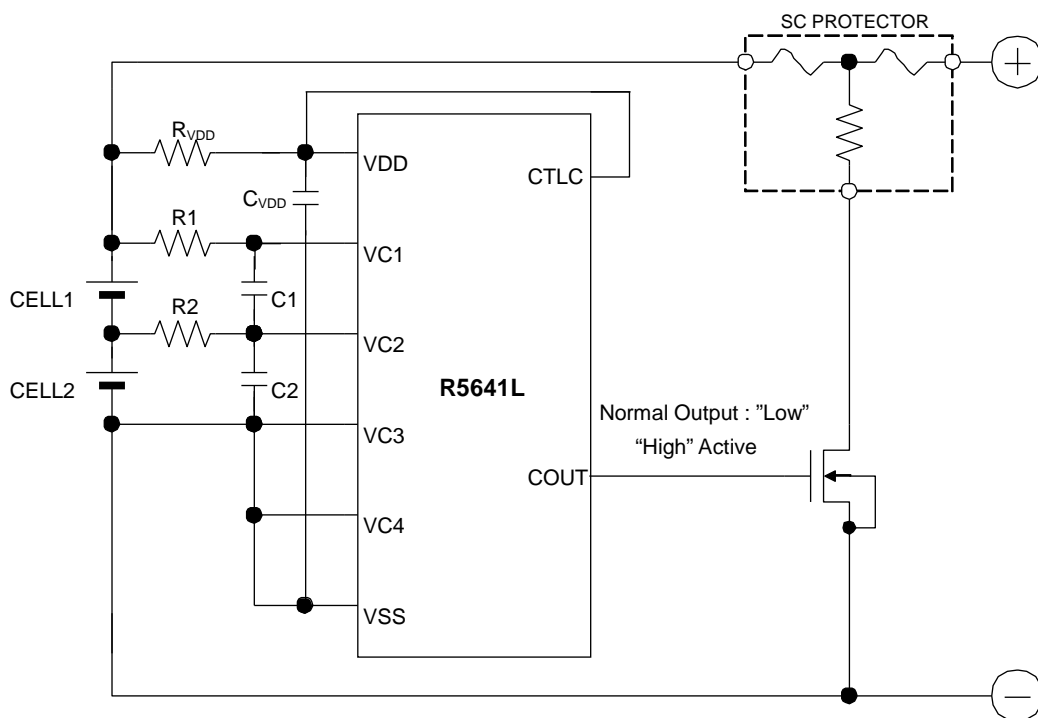 SC PROTECTOR
RVDD
VDD
CTLC
CVDD
R1
VC1
CELL1
R2
C1
VC2
CELL2
C2
R5641L
Normal Output : ”Low”
“High” Active
VC3
COUT
VC4
VSS